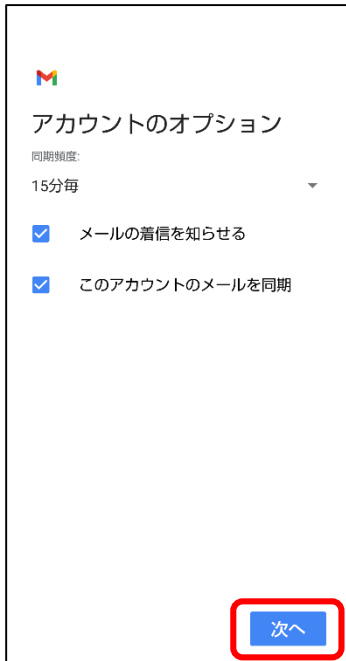 アカウントのオプション
同期頻度:
15分毎
メールの着信を知らせる
このアカウントのメールを同期
次へ